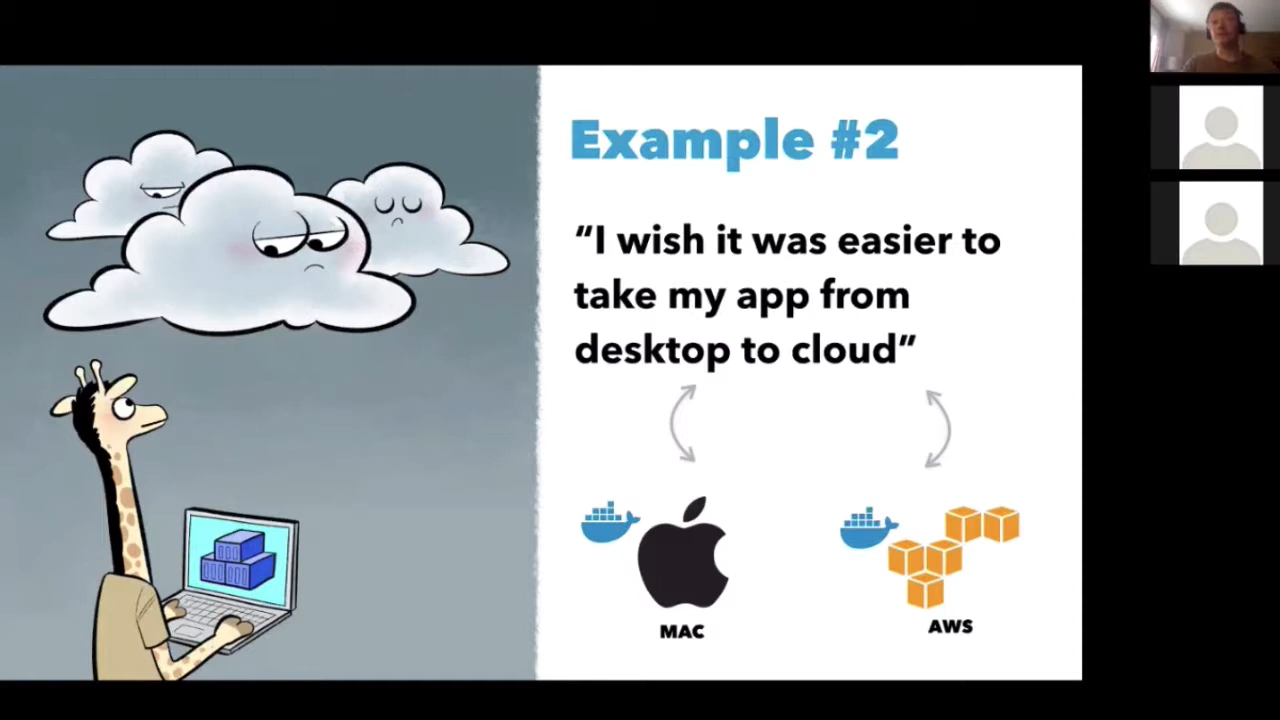 Example #2
“I wish it was easier to
take my app from
desktop to cloud”
MAC
AWS